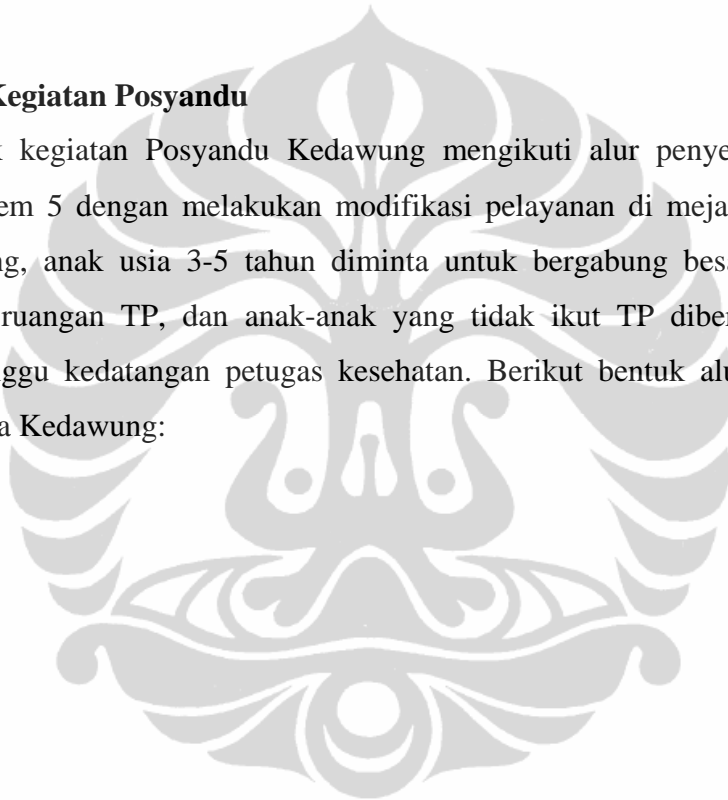 Kegiatan Posyandu
kegiatan Posyandu Kedawung mengikuti alur penye
em 5 dengan melakukan modifikasi pelayanan di meja
ng, anak usia 3-5 tahun diminta untuk bergabung besa
ruangan TP, dan anak-anak yang tidak ikut TP diber
nggu kedatangan petugas kesehatan. Berikut bentuk alu
a Kedawung: